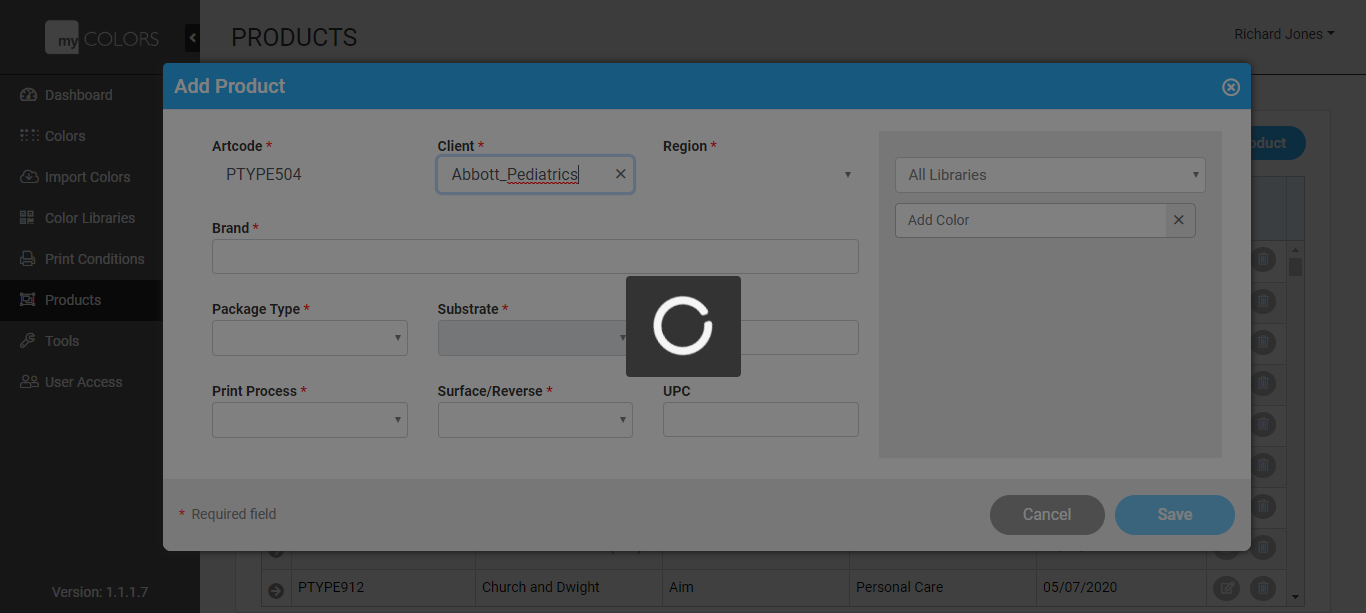 my COLORS
PRODUCTS
Richard Jones
Dashboard
Colors
Import Colors
Color Libraries
Print Conditions
Products
Tools
User Access
Version: 1.1.1.7
Add Product
Artcode *
PTYPE504
Client *
Abbott_Pediatrics
Region *
Brand *
Package Type *
Substrate *
Print Process *
Surface/Reverse *
UPC
All Libraries
Add Color
* Required field
Cancel
Save
PTYPE912 Church and Dwight Aim Personal Care 05/07/2020